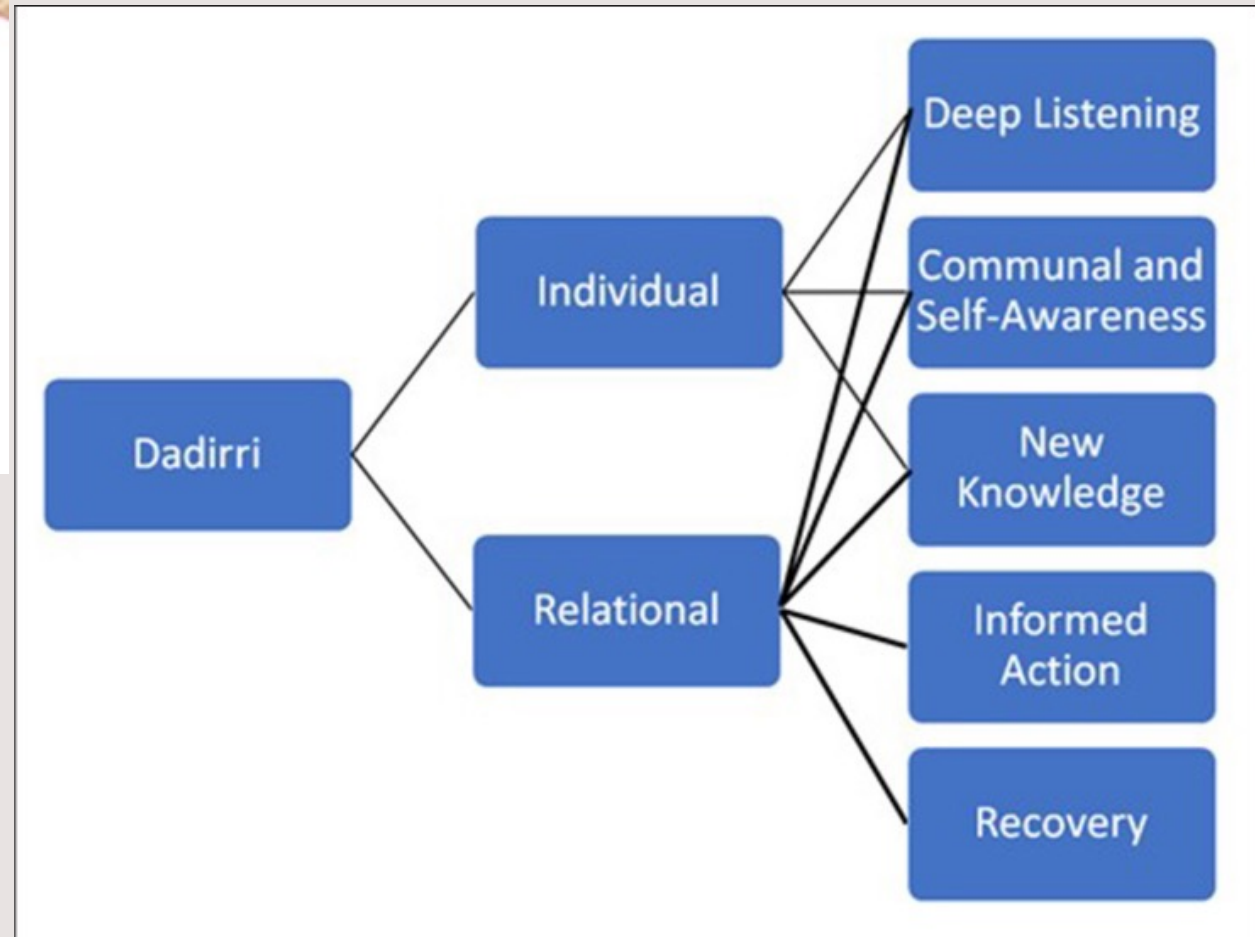 Dadirri
Individual
Relational
Deep Listening
Communal and
Self-Awareness
New
Knowledge
Informed
Action
Recovery